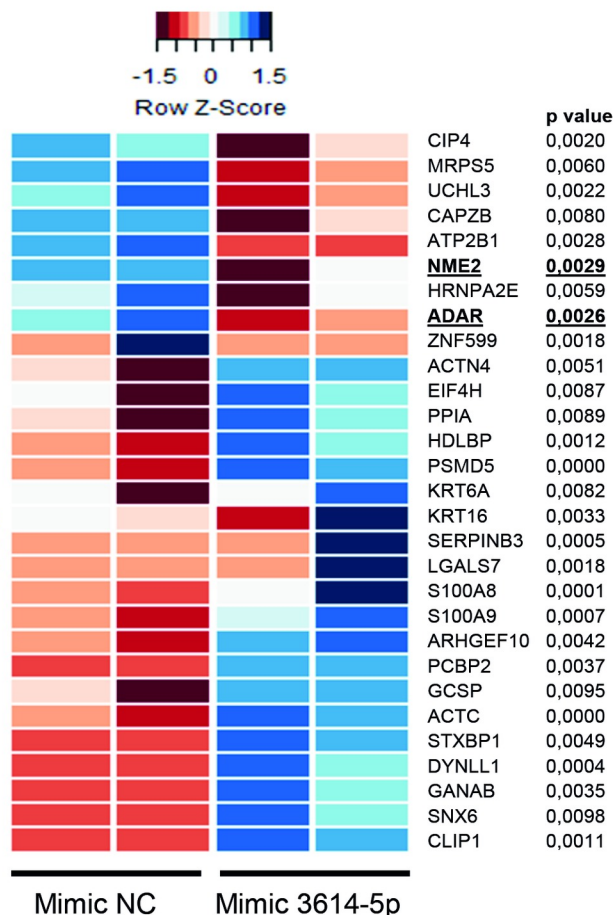 -1.5 0 1.5
Row Z-Score
p value
CIP4 0,0020
MRPS5 0,0060
UCHL3 0,0022
CAPZB 0,0080
ATP2B1 0,0028
NME2 0,0029
HRNPA2E 0,0059
ADAR 0,0026
ZNF599 0,0018
ACTN4 0,0051
EIF4H 0,0087
PPIA 0,0089
HDLBP 0,0012
PSMD5 0,0000
KRT6A 0,0082
KRT16 0,0033
SERPINB3 0,0005
LGALS7 0,0018
S100A8 0,0001
S100A9 0,0007
ARHGEF10 0,0042
PCBP2 0,0037
GCSP 0,0095
ACTC 0,0000
STXBP1 0,0049
DYNLL1 0,0004
GANAB 0,0035
SNX6 0,0098
CLIP1 0,0011
Mimic NC Mimic 3614-5p